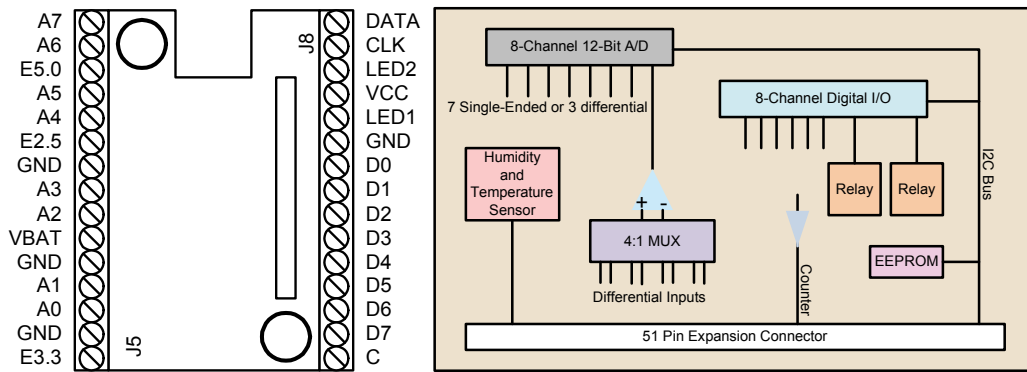 A7
A6
E5.0
A5
A4
E2.5
GND
A3
A2
VBAT
GND
A1
A0
GND
E3.3
J5
J8
DATA
CLK
LED2
VCC
LED1
GND
D0
D1
D2
D3
D4
D5
D6
D7
C
8-Channel 12-Bit A/D
7 Single-Ended or 3 differential
8-Channel Digital I/O
Humidity
and
Temperature
Sensor
Relay
Relay
I2C Bus
+ -
4:1 MUX
Differential Inputs
Counter
EEPROM
51 Pin Expansion Connector